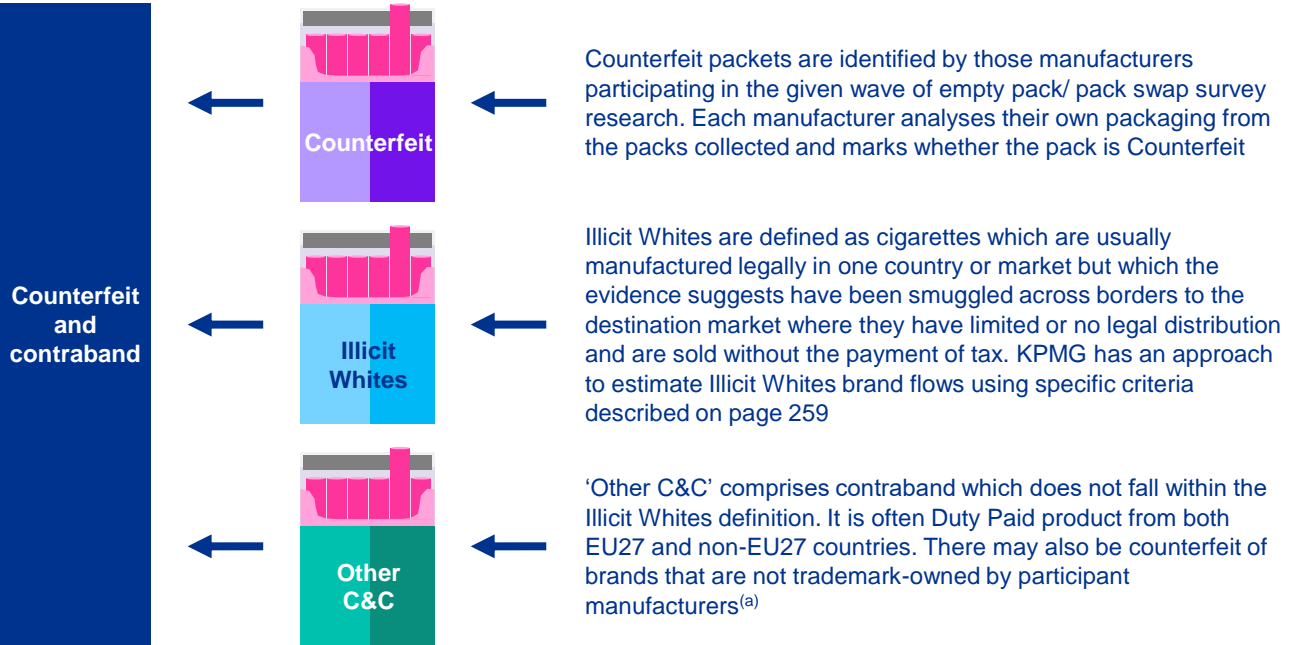 Counterfeit
and
contraband
Counterfeit
Counterfeit packets are identified by those manufacturers
participating in the given wave of empty pack/ pack swap survey
research. Each manufacturer analyses their own packaging from
the packs collected and marks whether the pack is Counterfeit
Illicit
Whites
Illicit Whites are defined as cigarettes which are usually
manufactured legally in one country or market but which the
evidence suggests have been smuggled across borders to the
destination market where they have limited or no legal distribution
and are sold without the payment of tax. KPMG has an approach
to estimate Illicit Whites brand flows using specific criteria
described on page 259
Other
C&C
‘Other C&C’ comprises contraband which does not fall within the
Illicit Whites definition. It is often Duty Paid product from both
EU27 and non-EU27 countries. There may also be counterfeit of
brands that are not trademark-owned by participant
manufacturers(a)